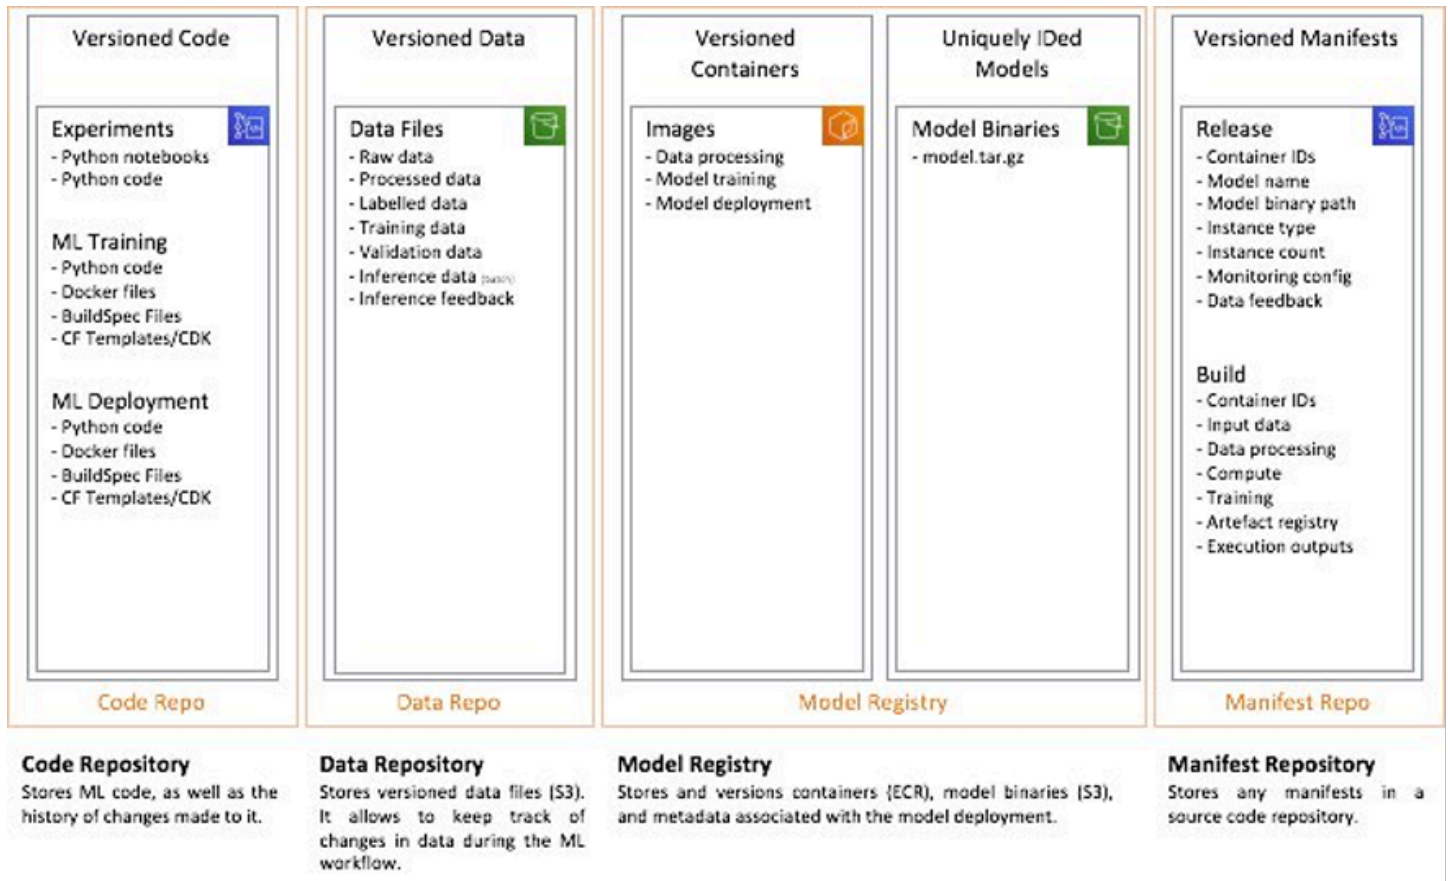 Versioned Code
Experiments
- Python notebooks
- Python code
ML Training
- Python code
- Docker files
- BuildSpec Files
- CF Templates/CDK
ML Deployment
- Python code
- Docker files
- BuildSpec Files
- CF Templates/CDK
Code Repo
Versioned Data
Data Files
- Raw data
- Processed data
- Labelled data
- Training data
- Validation data
- Inference data (batch)
- Inference feedback
Data Repo
Versioned
Containers
Images
- Data processing
- Model training
- Model deployment
Uniquely IDed
Models
Model Binaries
- model.tar.gz
Model Registry
Versioned Manifests
Release
- Container IDs
- Model name
- Model binary path
- Instance type
- Instance count
- Monitoring config
- Data feedback
Build
- Container IDs
- Input data
- Data processing
- Compute
- Training
- Artefact registry
- Execution outputs
Manifest Repo
Code Repository
Stores ML code, as well as the
history of changes made to it.
Data Repository
Stores versioned data files (S3).
It allows to keep track of
changes in data during the ML
workflow.
Model Registry
Stores and versions containers (ECR), model binaries (S3),
and metadata associated with the model deployment.
Manifest Repository
Stores any manifests in a
source code repository.